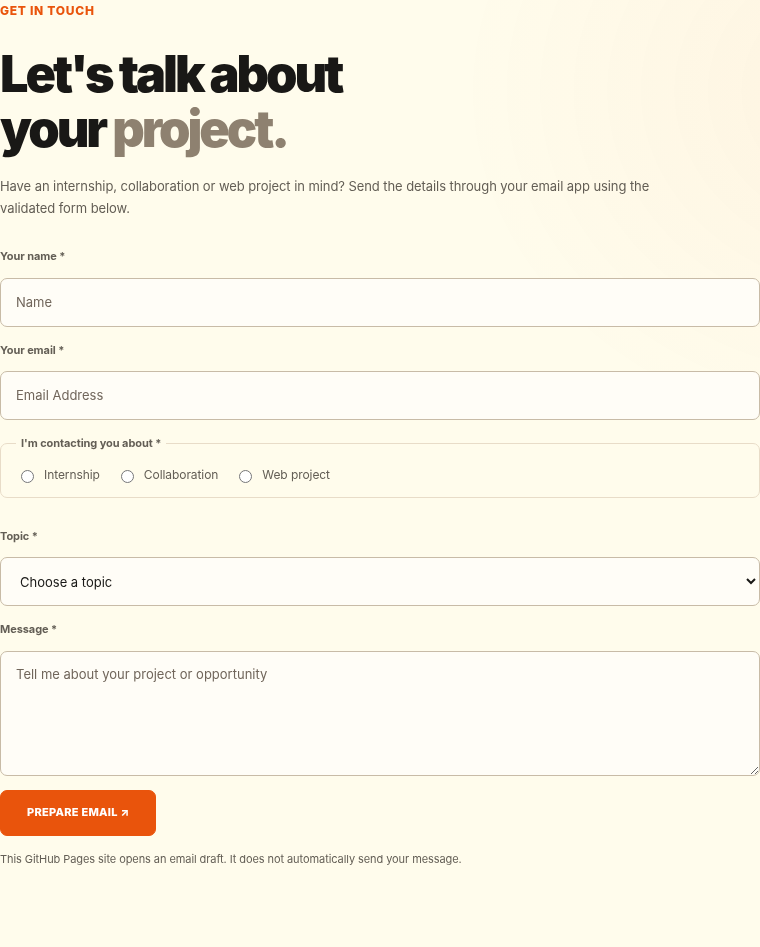 GET IN TOUCH
Let's talk about
your project.
Have an internship, collaboration or web project in mind? Send the details through your email app using the
validated form below.
Your name *
Name
Your email *
Email Address
I'm contacting you about *
Internship Collaboration Web project
Topic *
Choose a topic
Message *
Tell me about your project or opportunity
PREPARE EMAIL ↗
This GitHub Pages site opens an email draft. It does not automatically send your message.